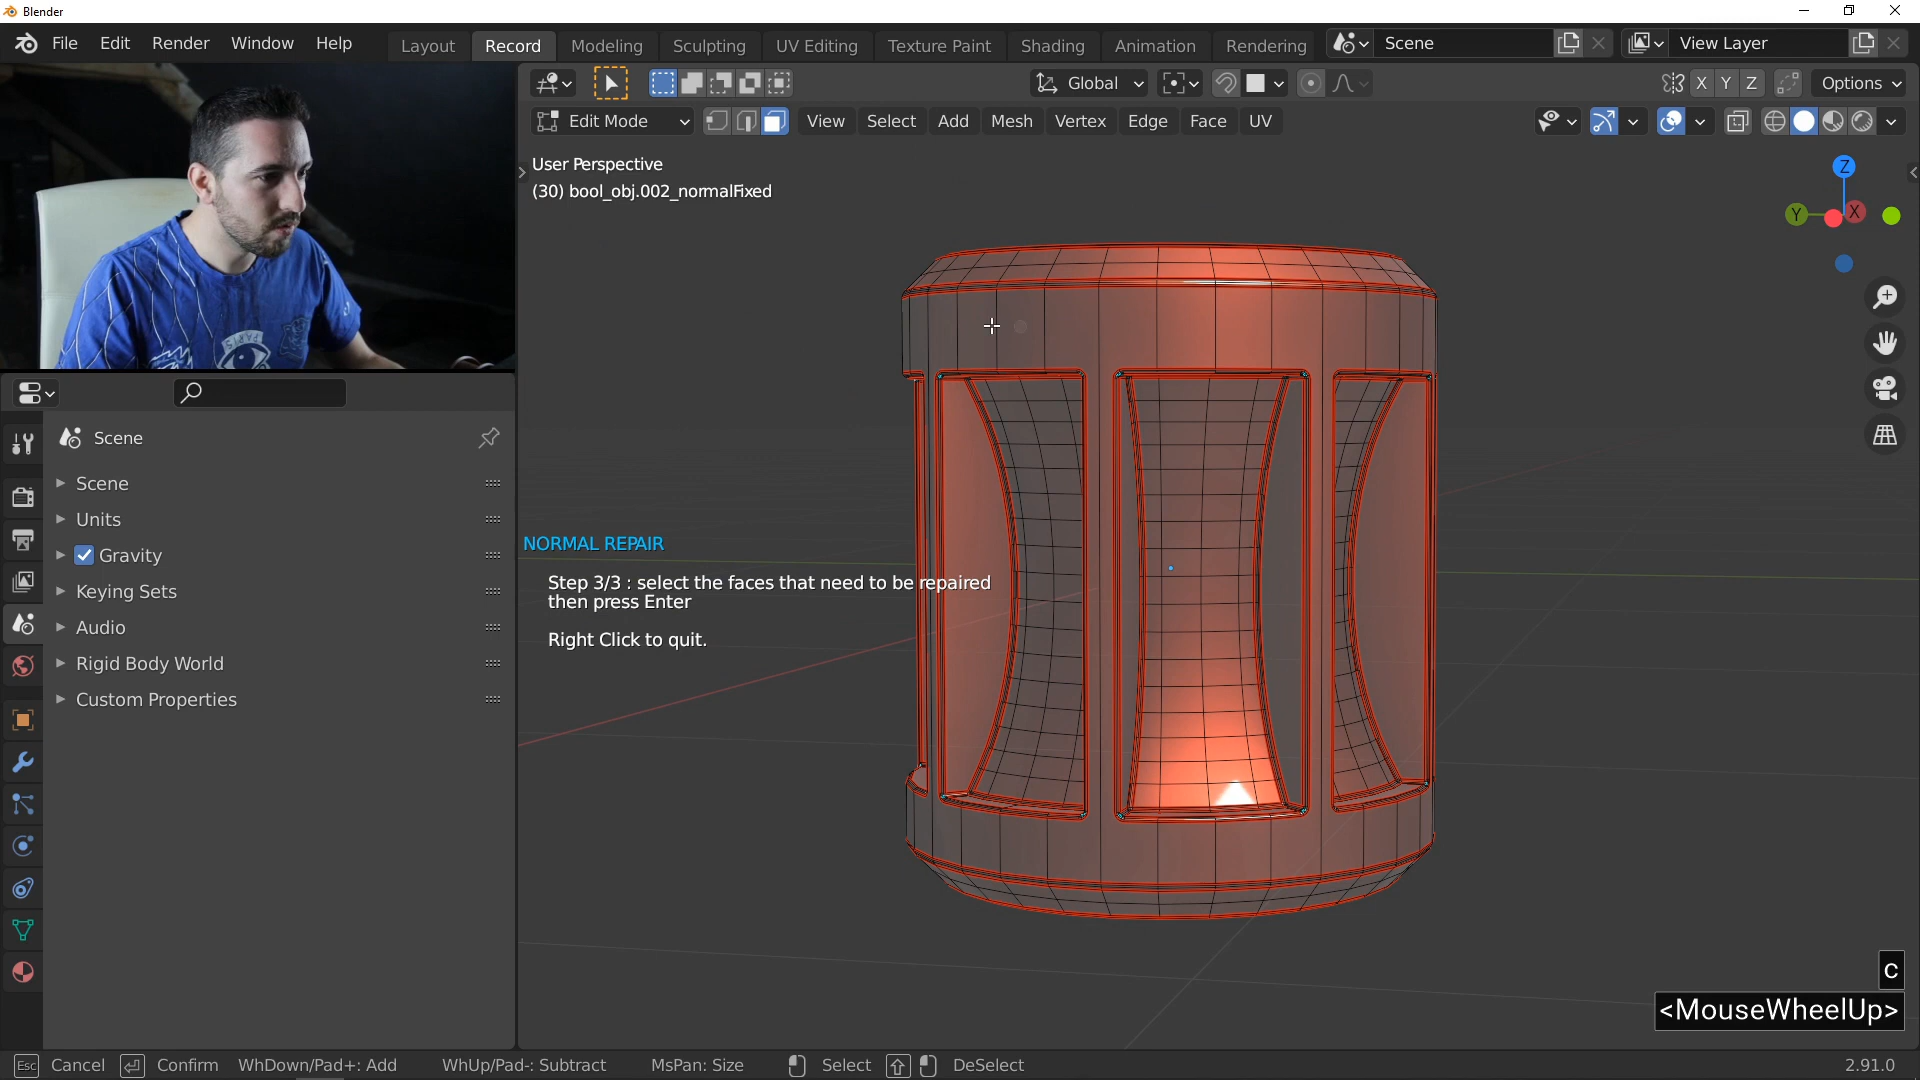 Blender
File Edit Render Window Help
Layout Record Modeling Sculpting UV Editing Texture Paint Shading Animation Rendering
Scene
View Layer
Global
X Y Z
Options
Edit Mode
View Select Add Mesh Vertex Edge Face UV
User Perspective
(30) bool_obj.002_normalFixed
Z
Y
X
Scene
Scene
Units
Gravity
Keying Sets
Audio
Rigid Body World
Custom Properties
NORMAL REPAIR
Step 3/3 : select the faces that need to be repaired
then press Enter
Right Click to quit.
C
<MouseWheelUp>
Esc Cancel Confirm WhDown/Pad+: Add WhUp/Pad-: Subtract MsPan: Size Select DeSelect
2.91.0